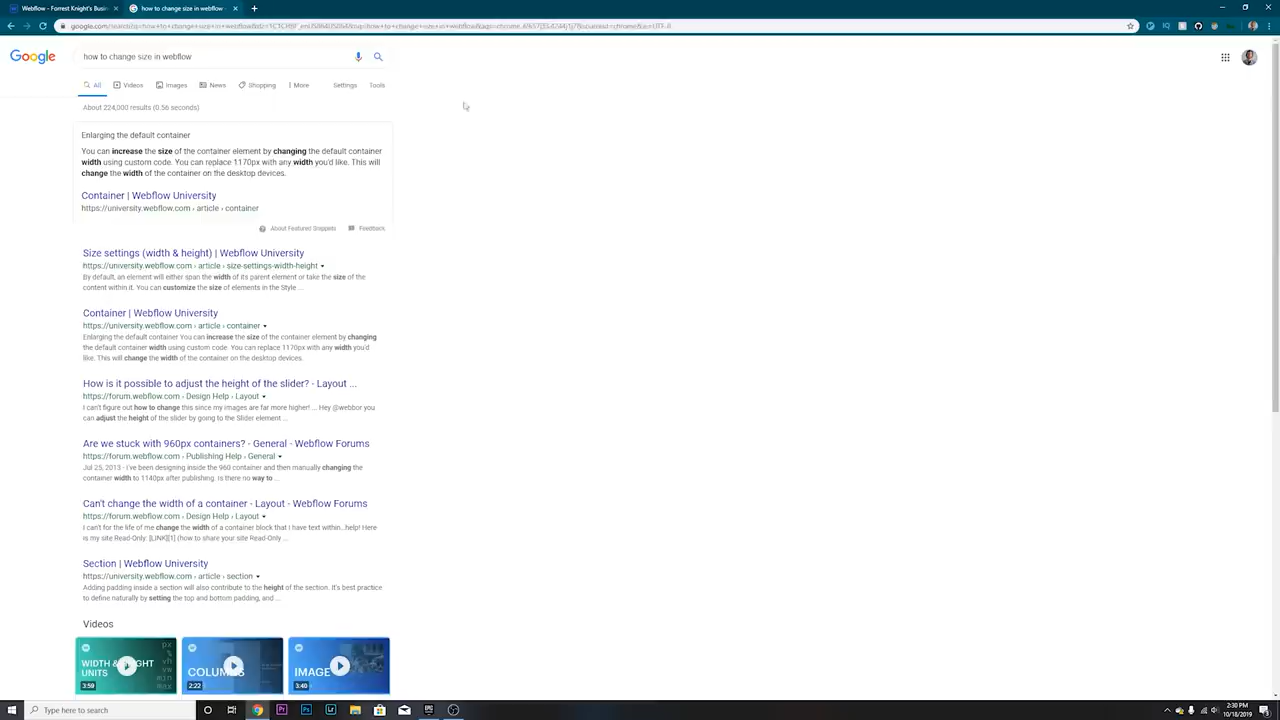 Webflow - Forrest Knight's Busi
how to change size in webflow -
Google
how to change size in webflow
All
Videos
Images
News
Shopping
More
Settings
Tools
About 224,000 results (0.56 seconds)
Enlarging the default container
You can increase the size of the container element by changing the default container
width using custom code. You can replace 1170px with any width you'd like. This will
change the width of the container on the desktop devices.
Container | Webflow University
https://university.webflow.com › article › container
About Featured Snippets
Feedback
Size settings (width & height) | Webflow University
https://university.webflow.com › article › size-settings-width-height
By default, an element will either span the width of its parent element or take the size of the
content within it. You can customize the size of elements in the Style ...
Container | Webflow University
https://university.webflow.com › article › container
Enlarging the default container You can increase the size of the container element by changing
the default container width using custom code. You can replace 1170px with any width you'd
like. This will change the width of the container on the desktop devices.
How is it possible to adjust the height of the slider? - Layout ...
https://forum.webflow.com › Design Help › Layout
I can't figure out how to change this since my images are far more higher! ... Hey @webbor you
can adjust the height of the slider by going to the Slider element ...
Are we stuck with 960px containers? - General - Webflow Forums
https://forum.webflow.com › Publishing Help › General
Jul 25, 2013 - i've been designing inside the 960 container and then manually changing the
container width to 1140px after publishing. Is there no way to ...
Can't change the width of a container - Layout - Webflow Forums
https://forum.webflow.com › Design Help › Layout
I can't for the life of me change the width of a container block that I have text within...help! Here
is my site Read-Only: [LINK][1] (how to share your site Read-Only ...
Section | Webflow University
https://university.webflow.com › article › section
Adding padding inside a section will also contribute to the height of the section. It's best practice
to define naturally by setting the top and bottom padding, and ...
Videos
WIDTH & HEIGHT
UNITS
px
%
vh
vw
min
max
3:59
COLUMNS
2:22
IMAGE
3:40
Type here to search
2:30 PM
10/18/2019